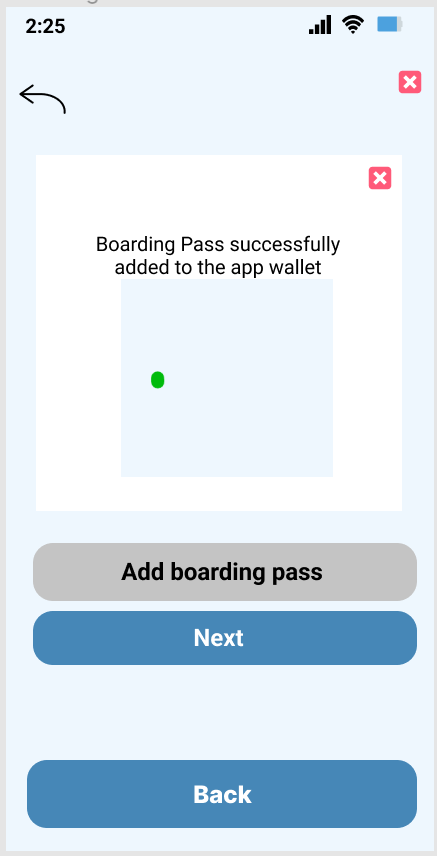 2:25
Boarding Pass successfully
added to the app wallet
Add boarding pass
Next
Back